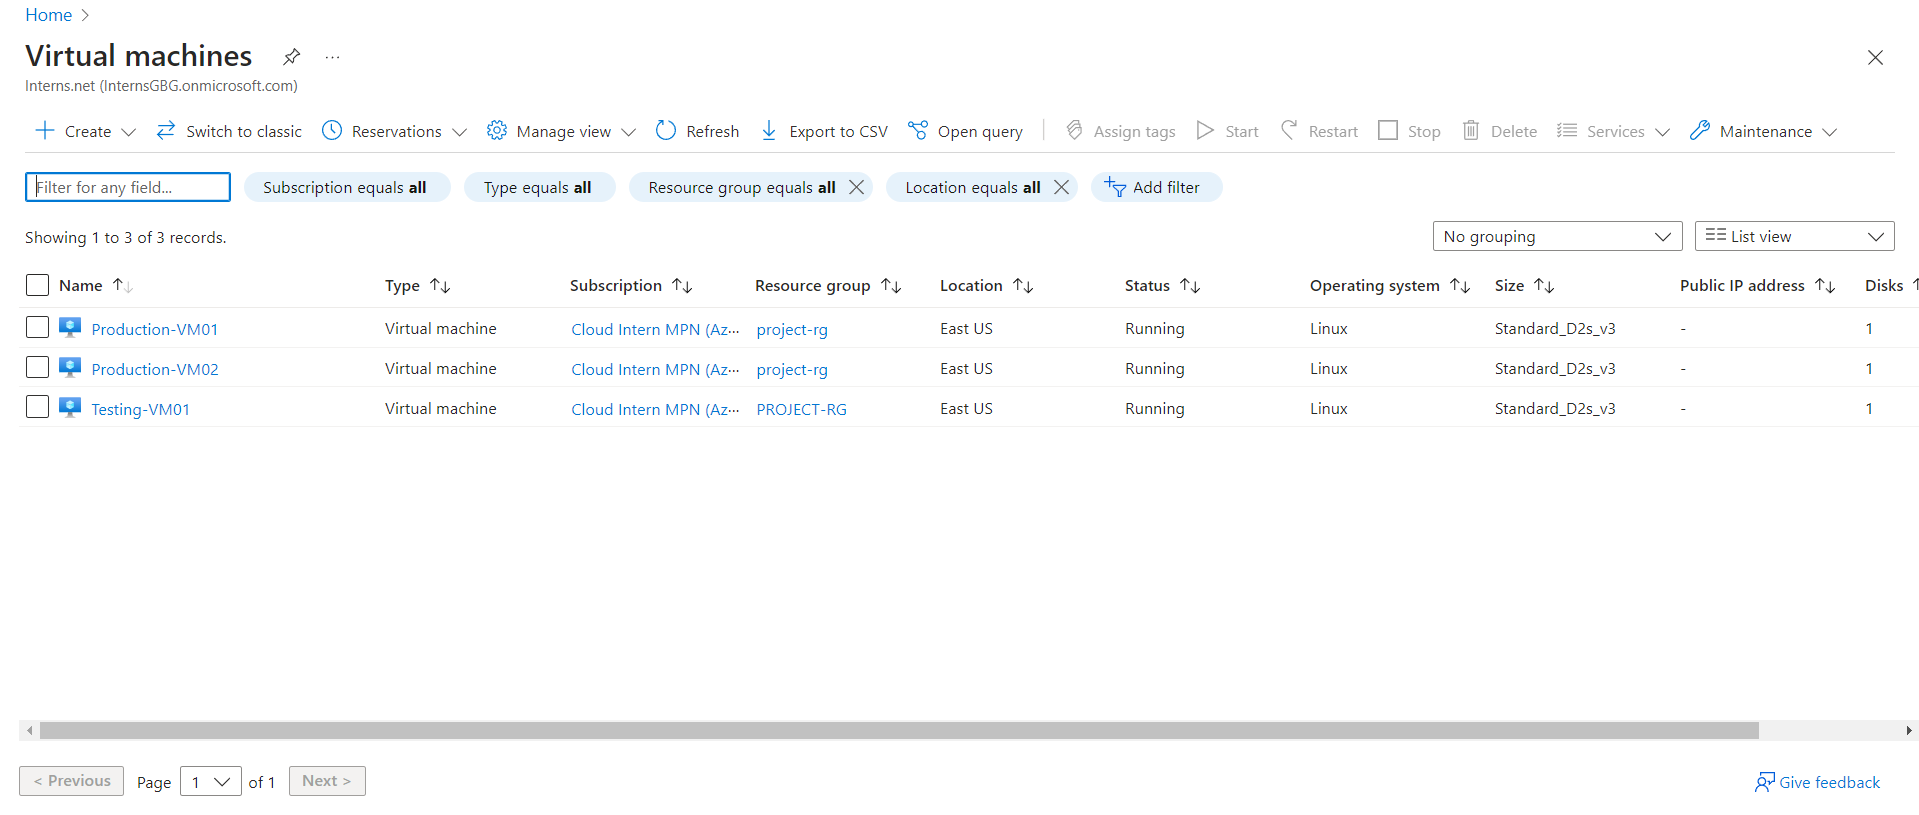 Home
Virtual machines
Interns.net (InternsGBG.onmicrosoft.com)
Create Switch to classic Reservations Manage view Refresh Export to CSV Open query Assign tags Start Restart Stop Delete Services Maintenance
Filter for any field... Subscription equals all Type equals all Resource group equals all Location equals all Add filter
Showing 1 to 3 of 3 records. No grouping List view
Name Type Subscription Resource group Location Status Operating system Size Public IP address Disks
Production-VM01 Virtual machine Cloud Intern MPN (Az... project-rg East US Running Linux Standard_D2s_v3 - 1
Production-VM02 Virtual machine Cloud Intern MPN (Az... project-rg East US Running Linux Standard_D2s_v3 - 1
Testing-VM01 Virtual machine Cloud Intern MPN (Az... PROJECT-RG East US Running Linux Standard_D2s_v3 - 1
< Previous Page 1 of 1 Next > Give feedback